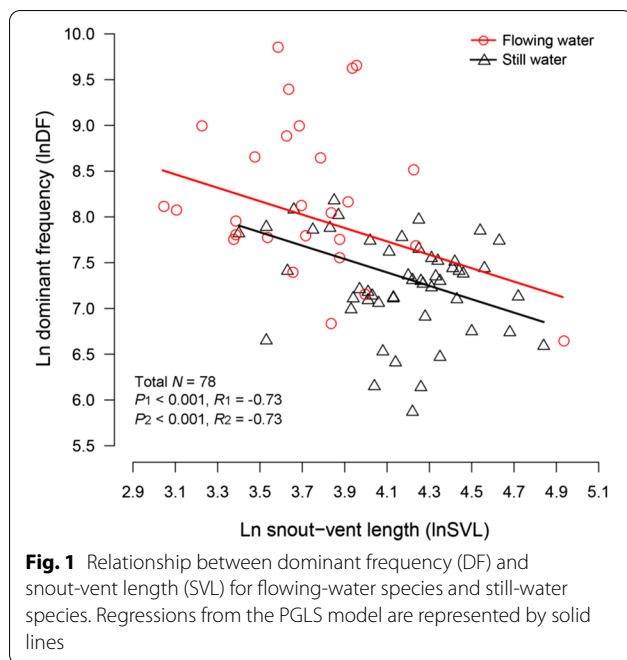 10.0
9.5
9.0
8.5
8.0
7.5
7.0
6.5
6.0
5.5
Ln dominant frequency (lnDF)
Flowing water
Still water
Total N = 78
P1 < 0.001, R1 = -0.73
P2 < 0.001, R2 = -0.73
2.9 3.1 3.3 3.5 3.7 3.9 4.1 4.3 4.5 4.7 4.9 5.1
Ln snout−vent length (lnSVL)
Fig. 1 Relationship between dominant frequency (DF) and
snout-vent length (SVL) for flowing-water species and still-water
species. Regressions from the PGLS model are represented by solid
lines